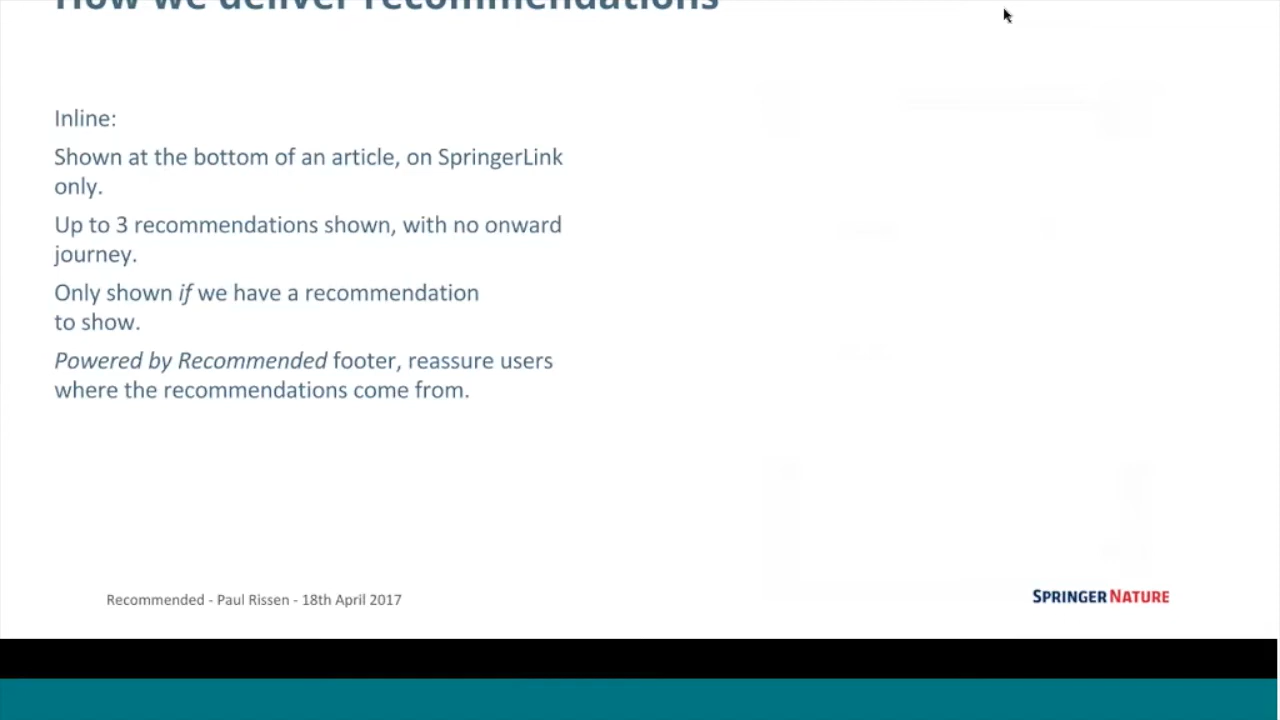 How we deliver recommendations
Inline:
Shown at the bottom of an article, on SpringerLink
only.
Up to 3 recommendations shown, with no onward
journey.
Only shown if we have a recommendation
to show.
Powered by Recommended footer, reassure users
where the recommendations come from.
Recommended - Paul Rissen - 18th April 2017
SPRINGER NATURE